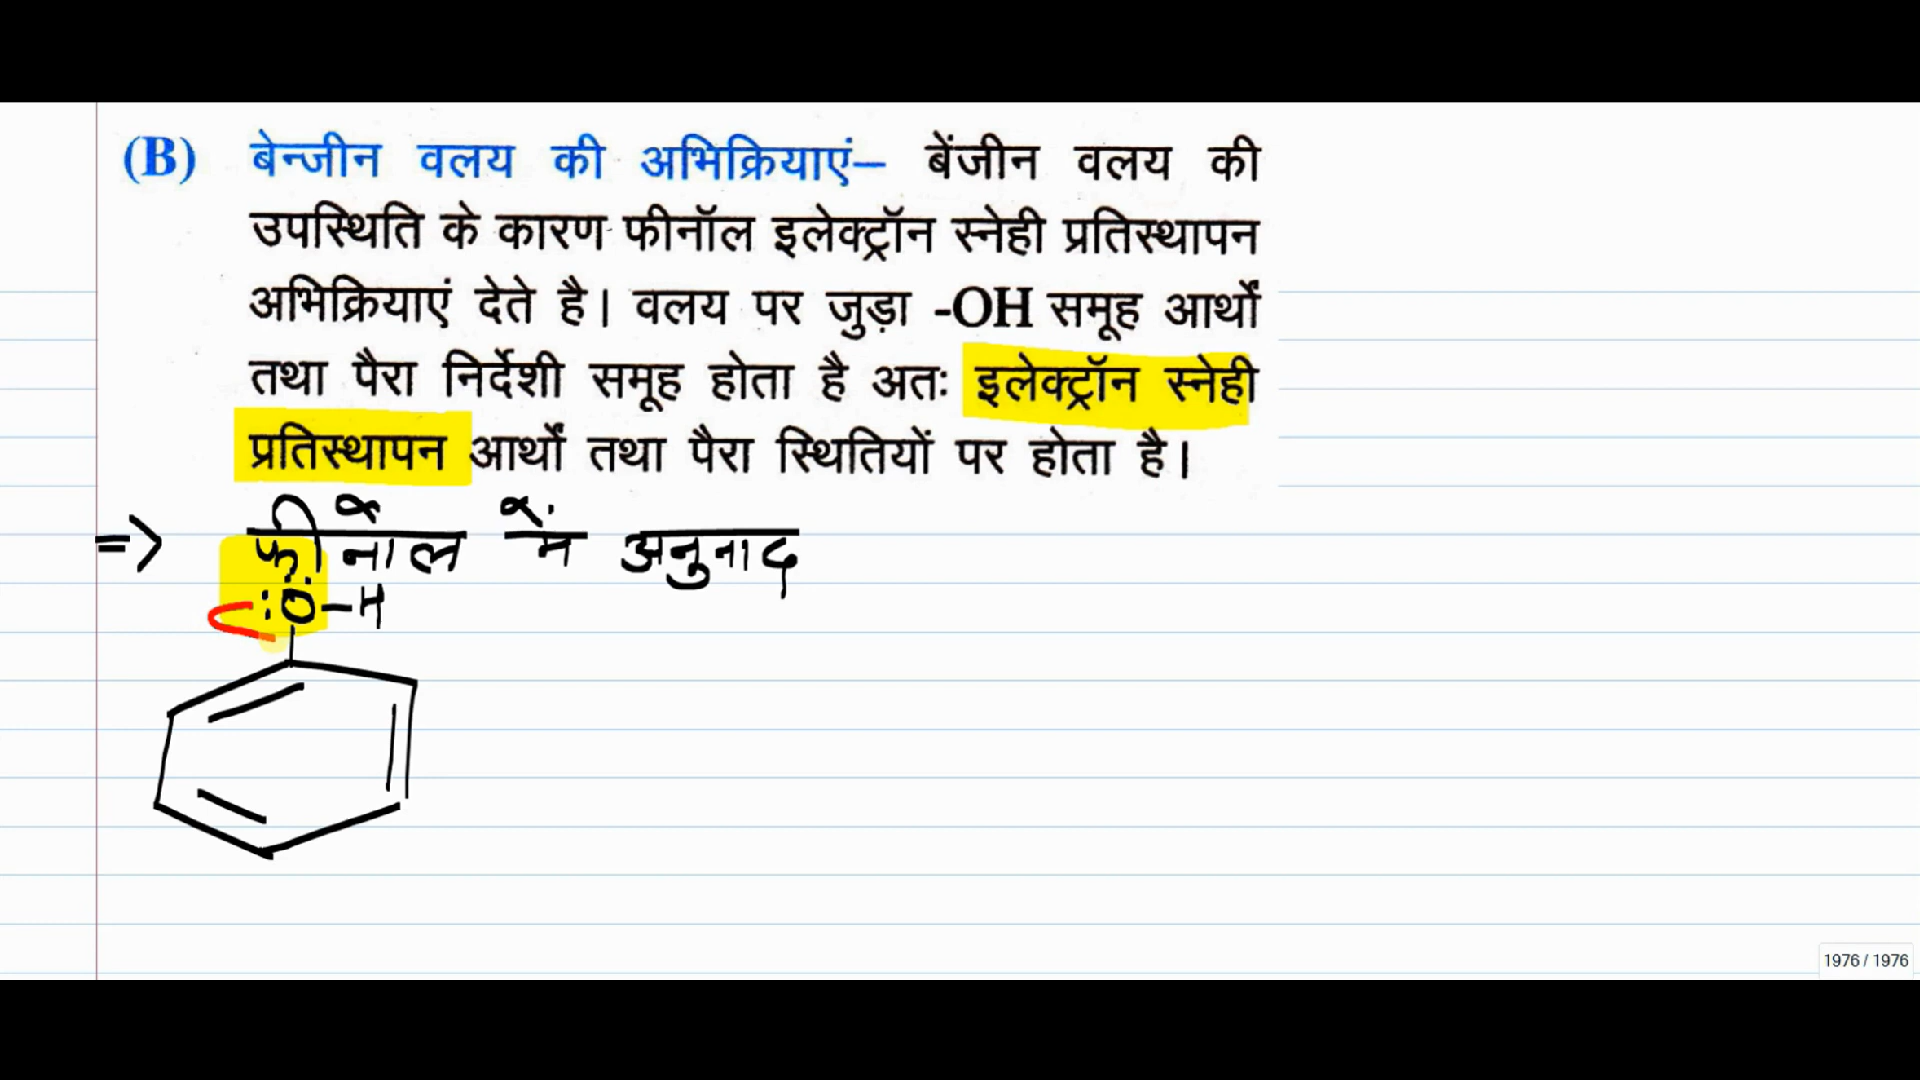 (B) बेन्जीन वलय की अभिक्रियाएं– बेंजीन वलय की
उपस्थिति के कारण फीनॉल इलेक्ट्रॉन स्नेही प्रतिस्थापन
अभिक्रियाएं देते है। वलय पर जुड़ा -OH समूह आर्थो
तथा पैरा निर्देशी समूह होता है अतः इलेक्ट्रॉन स्नेही
प्रतिस्थापन आर्थो तथा पैरा स्थितियों पर होता है।
=> फीनॉल में अनुनाद
:Ö–H
1976 / 1976